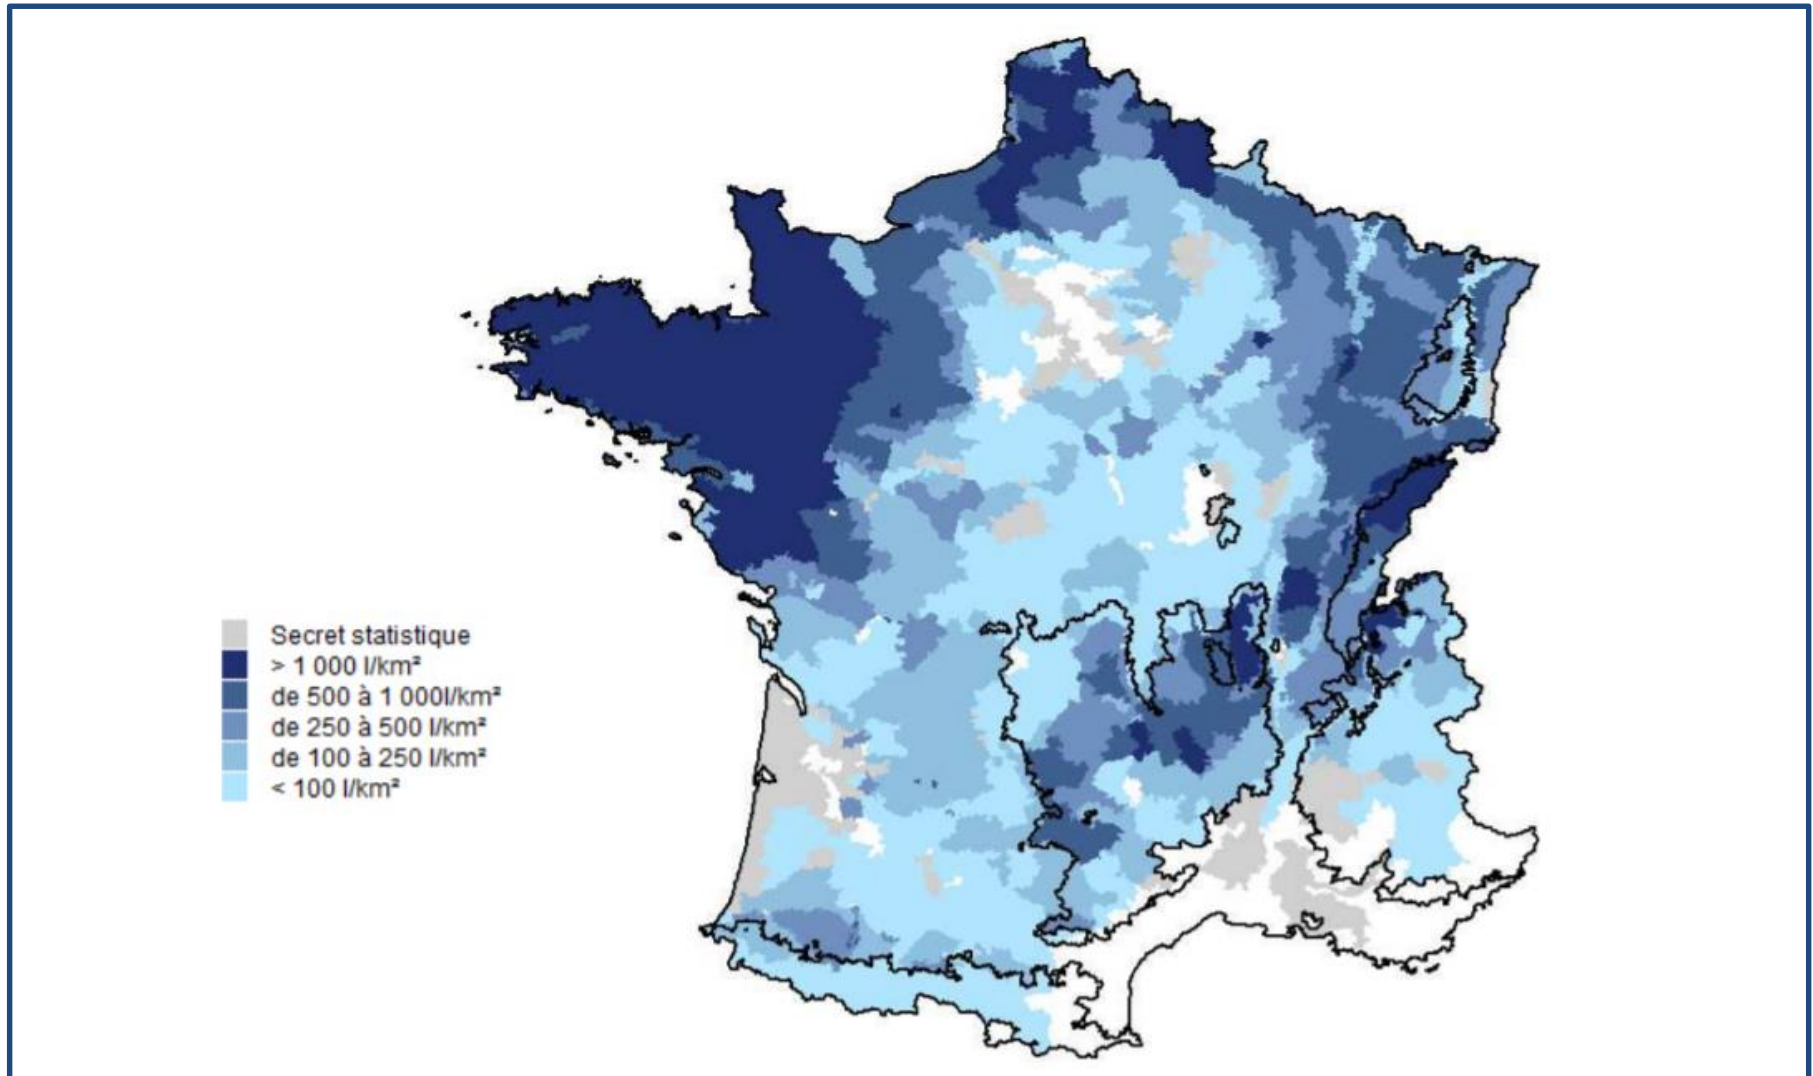 Secret statistique
> 1 000 l/km²
de 500 à 1 000l/km²
de 250 à 500 l/km²
de 100 à 250 l/km²
< 100 l/km²